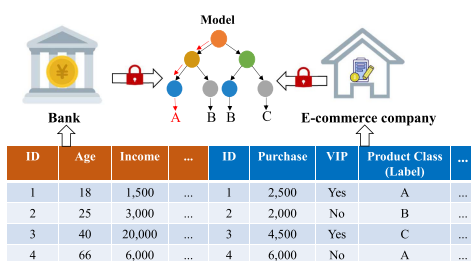 Model
¥
A B B C
Bank E-commerce company
ID Age Income ... ID Purchase VIP Product Class (Label) ...
1 18 1,500 ... 1 2,500 Yes A ...
2 25 3,000 ... 2 2,000 No B ...
3 40 20,000 ... 3 4,500 Yes C ...
4 66 6,000 ... 4 6,000 No A ...